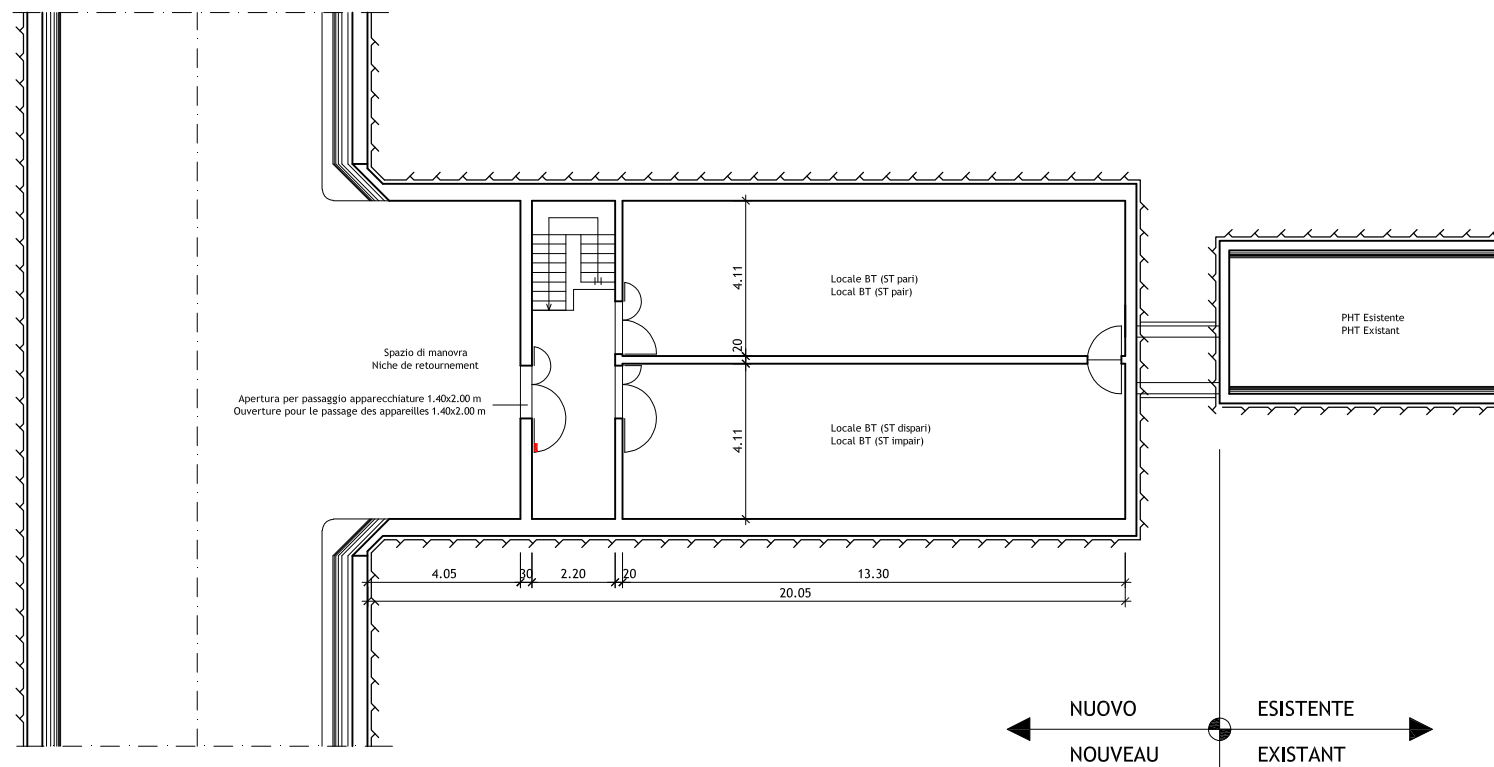 4.11
Locale BT (ST pari)
Local BT (ST pair)
PHT Esistente
PHT Existant
20
Spazio di manovra
Niche de retournement
Apertura per passaggio apparecchiature 1.40x2.00 m
Ouverture pour le passage des appareilles 1.40x2.00 m
4.11
Locale BT (ST dispari)
Local BT (ST impair)
4.05 30 2.20 20 13.30
20.05
NUOVO ESISTENTE
NOUVEAU EXISTANT